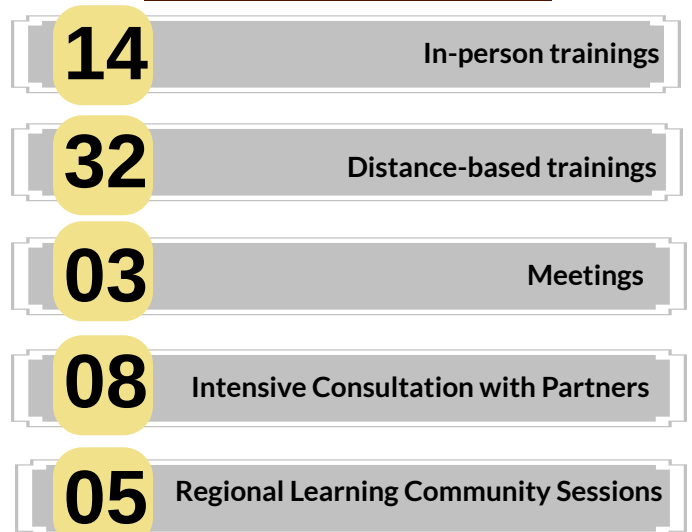 14 In-person trainings
32 Distance-based trainings
03 Meetings
08 Intensive Consultation with Partners
05 Regional Learning Community Sessions